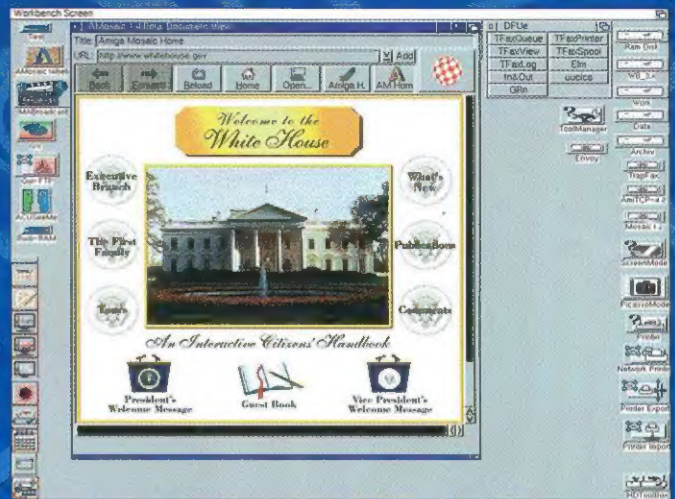 Workbench Screen
AMosaic 1.4 Beta: Document View
Title: Amiga Mosaic Home
URL: http://www.whitehouse.gov
Add
Back
Forward
Reload
Home
Open...
Amiga H.
AM Hom
Welcome to the
White House
Executive
Branch
What's
New
The First
Family
Publications
Tours
Comments
An Interactive Citizens' Handbook
President's
Welcome Message
Guest Book
Vice President's
Welcome Message
DFUe
TFaxQueue
TFaxPrinter
TFaxView
TFaxSpool
TFaxLog
Elm
In&Out
uucico
GRn
ToolManager
Envoy
Ram Disk
WB_3.x
Work
Data
Archiv
TrapFax
AmiTCP-4.2
ScreenMode
PicassoMode
Printer
Network Printer
Printer Export
Printer Import
HDToolBox